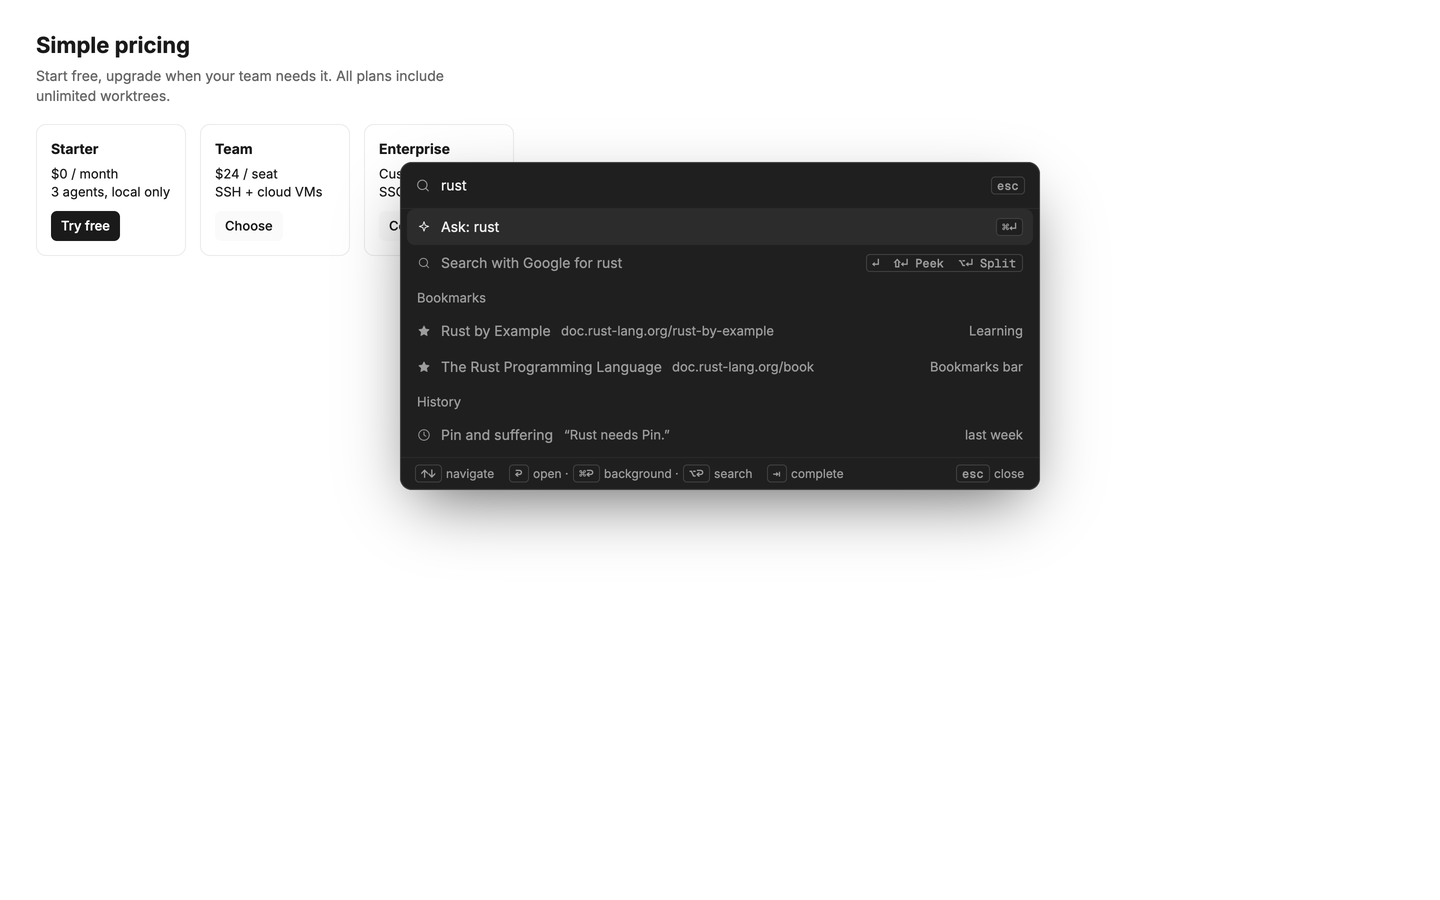 Simple pricing
Start free, upgrade when your team needs it. All plans include
unlimited worktrees.
Starter
$0 / month
3 agents, local only
Try free
Team
$24 / seat
SSH + cloud VMs
Choose
Enterprise
rust
esc
Ask: rust
⌘↵
Search with Google for rust
↵ ⇧↵ Peek ⌥↵ Split
Bookmarks
Rust by Example doc.rust-lang.org/rust-by-example Learning
The Rust Programming Language doc.rust-lang.org/book Bookmarks bar
History
Pin and suffering “Rust needs Pin.” last week
↑↓ navigate ↵ open · ⌘↵ background · ⌥↵ search ⇥ complete esc close